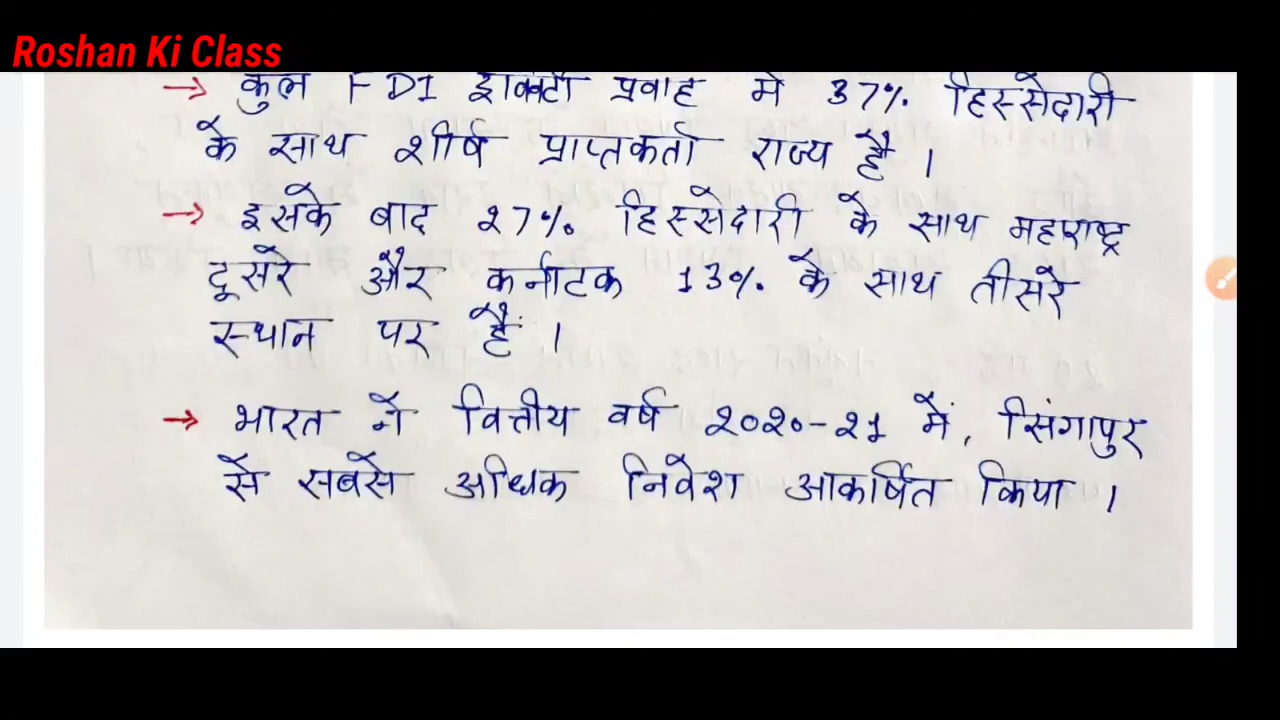 Roshan Ki Class
→ कुल FDI इक्विटी प्रवाह में 37% हिस्सेदारी
के साथ शीर्ष प्राप्तकर्ता राज्य है ।
→ इसके बाद 27% हिस्सेदारी के साथ महाराष्ट्र
दूसरे और कर्नाटक 13% के साथ तीसरे
स्थान पर हैं ।
→ भारत ने वित्तीय वर्ष 2020-21 में, सिंगापुर
से सबसे अधिक निवेश आकर्षित किया ।